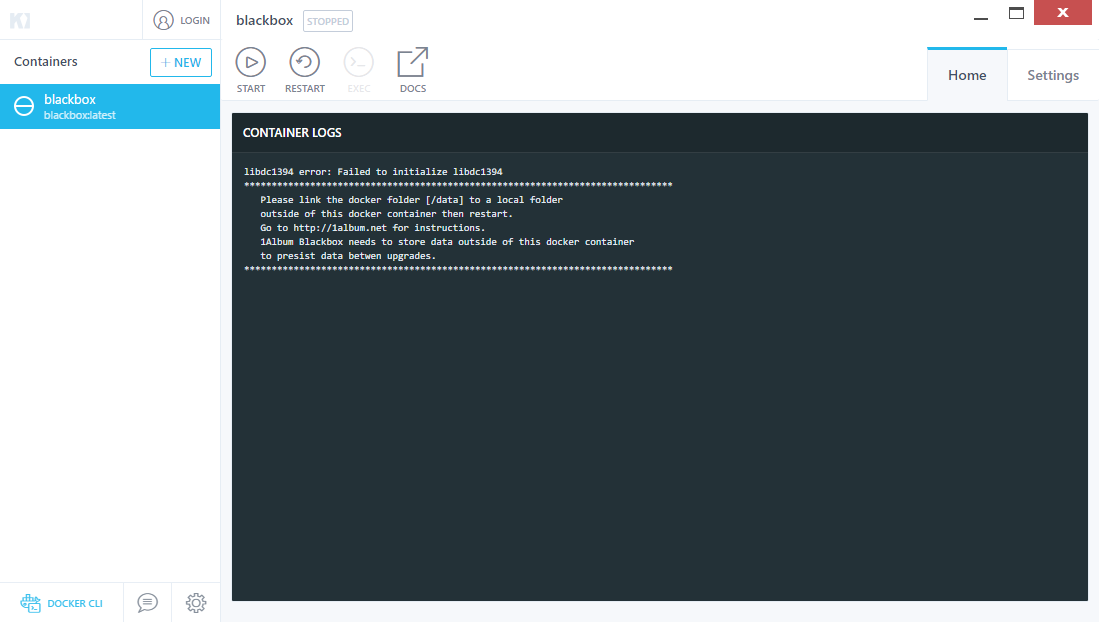 LOGIN
Containers
+ NEW
blackbox
blackbox:latest
DOCKER CLI
blackbox
STOPPED
START
RESTART
EXEC
DOCS
Home
Settings
CONTAINER LOGS
libdc1394 error: Failed to initialize libdc1394
******************************************************************************
Please link the docker folder [/data] to a local folder
outside of this docker container then restart.
Go to http://1album.net for instructions.
1Album Blackbox needs to store data outside of this docker container
to presist data betwen upgrades.
******************************************************************************